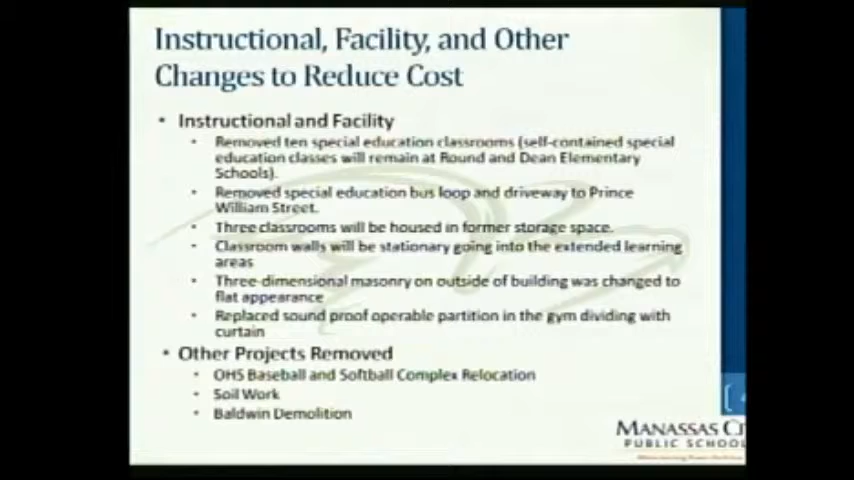 Instructional, Facility, and Other
Changes to Reduce Cost
• Instructional and Facility
• Removed ten special education classrooms (self-contained special
education classes will remain at Round and Dean Elementary
Schools).
• Removed special education bus loop and driveway to Prince
William Street.
• Three classrooms will be housed in former storage space.
• Classroom walls will be stationary going into the extended learning
areas
• Three-dimensional masonry on outside of building was changed to
flat appearance
• Replaced sound proof operable partition in the gym dividing with
curtain
• Other Projects Removed
• OHS Baseball and Softball Complex Relocation
• Soil Work
• Baldwin Demolition
MANASSAS CI
PUBLIC SCHOOL